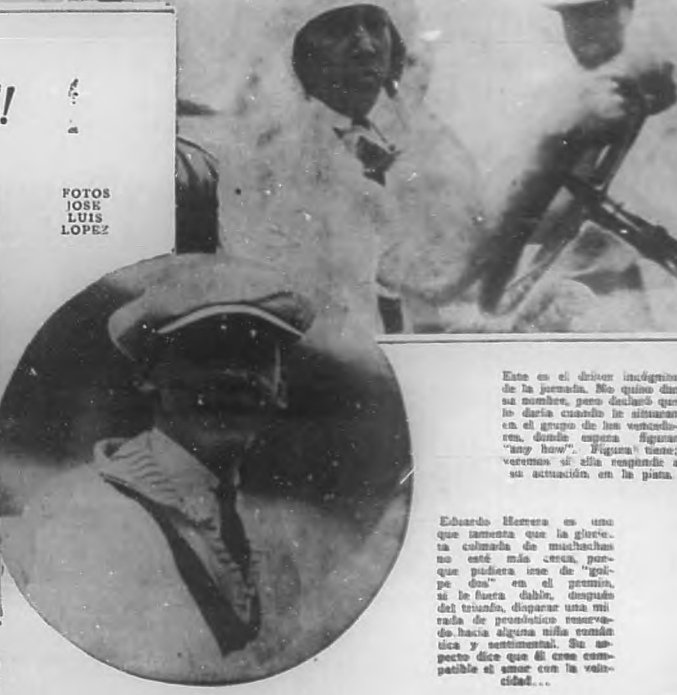 !!
FOTOS
JOSE
LUIS
LOPEZ
Este es el driver incógnito
de la jornada. No quiso dar
su nombre, pero declaró que
lo daría cuando le situaran
en el grupo de los vencedo-
res, donde espera figurar
"any how". Figura tiene;
veremos si ella responde a
su actuación en la pista.
Eduardo Herrera es uno
que lamenta que la glorie-
ta colmada de muchachas
no esté más cerca, por-
que pudiera irse de "gol-
pe dos" en el premio,
si le fuera dable, después
del triunfo, disparar una mi
rada de pronóstico reserva-
do hacia alguna niña román
tica y sentimental. Su as-
pecto dice que él cree com-
patible el amor con la velo-
cidad...